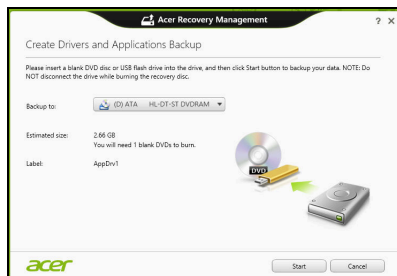 Acer Recovery Management
? X
Create Drivers and Applications Backup
Please insert a blank DVD disc or USB flash drive into the drive, and then click Start button to backup your data. NOTE: Do
NOT disconnect the drive while burning the recovery disc.
Backup to: (D) ATA HL-DT-ST DVDRAM
Estimated size: 2.66 GB
You will need 1 blank DVDs to burn.
Label: AppDrv1
DVD
acer Start Cancel